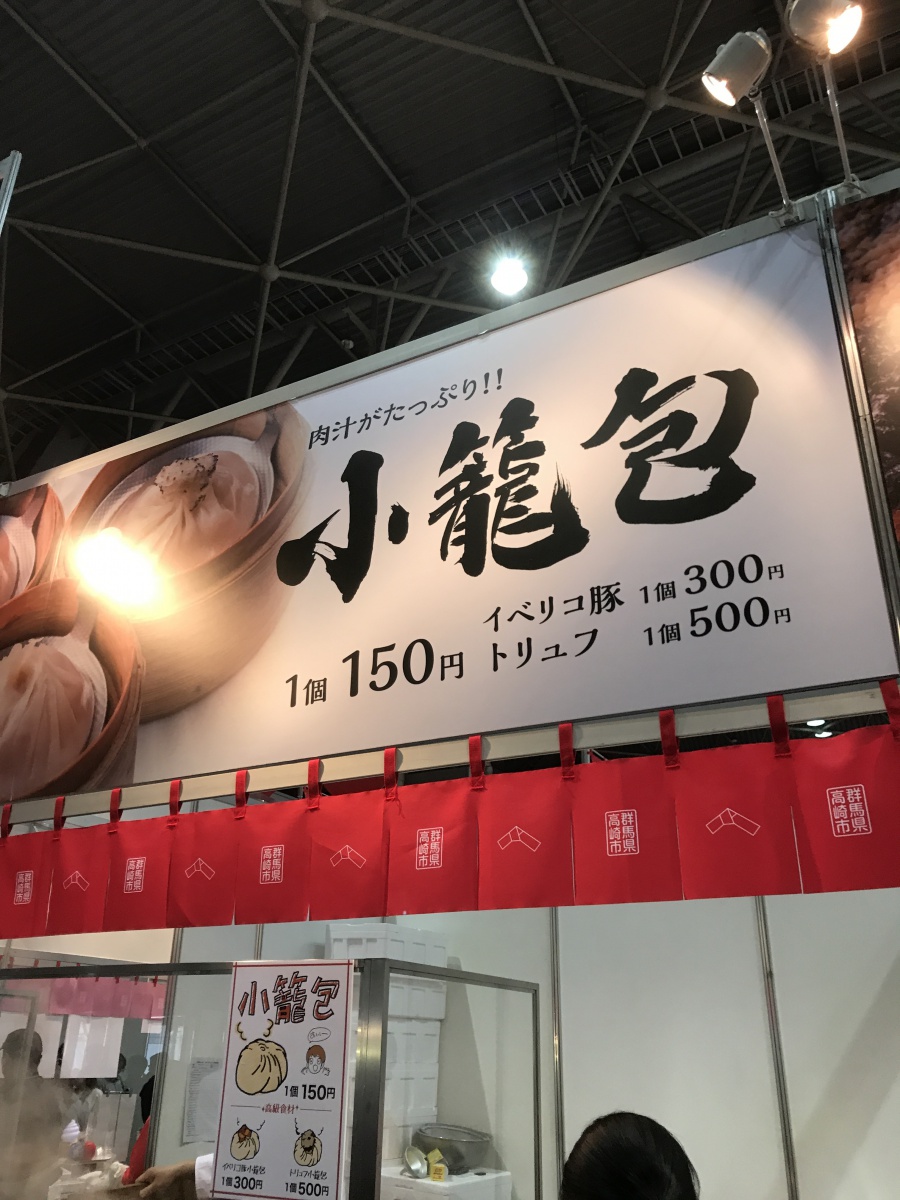 肉汁がたっぷり!!
小籠包
1個 150円
イベリコ豚 1個 300円
トリュフ 1個 500円
群馬県
高崎市
群馬県
高崎市
群馬県
高崎市
群馬県
高崎市
群馬県
高崎市
群馬県
高崎市
小籠包
1個 150円
高級食材
イベリコ豚小籠包
1個 300円
トリュフ小籠包
1個 500円